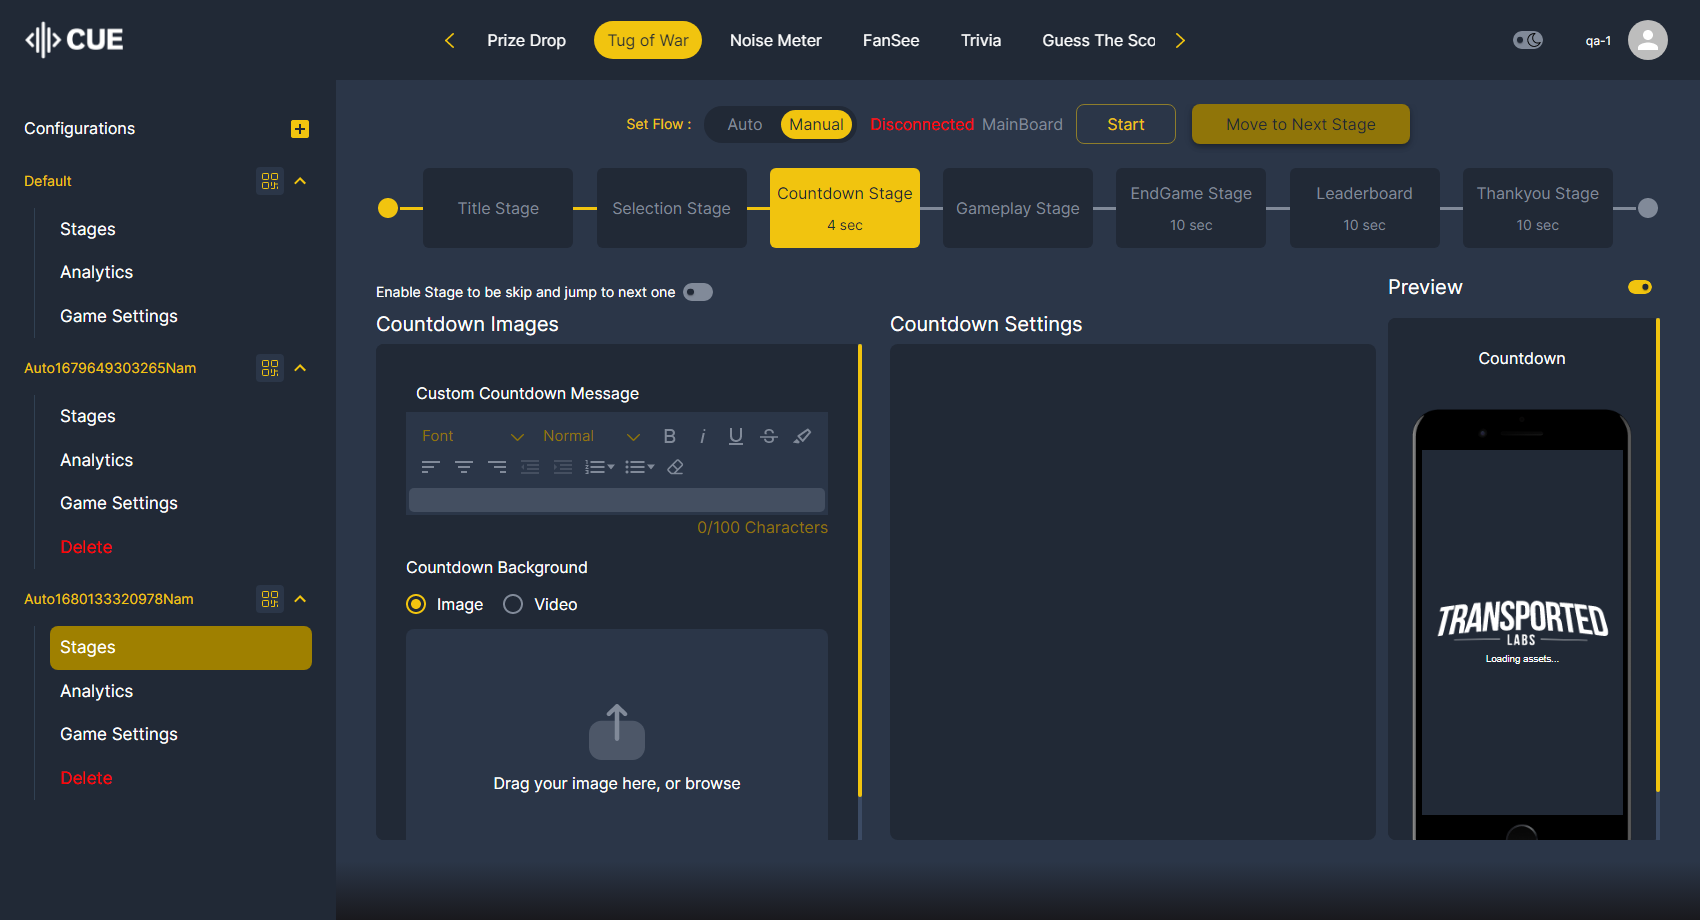 CUE
Prize Drop
Tug of War
Noise Meter
FanSee
Trivia
Guess The Sco
qa-1
Configurations
Default
Stages
Analytics
Game Settings
Auto1679649303265Nam
Stages
Analytics
Game Settings
Delete
Auto1680133320978Nam
Stages
Analytics
Game Settings
Delete
Set Flow :
Auto
Manual
Disconnected MainBoard
Start
Move to Next Stage
Title Stage
Selection Stage
Countdown Stage
4 sec
Gameplay Stage
EndGame Stage
10 sec
Leaderboard
10 sec
Thankyou Stage
10 sec
Enable Stage to be skip and jump to next one
Countdown Images
Custom Countdown Message
Font
Normal
0/100 Characters
Countdown Background
Image
Video
Drag your image here, or browse
Countdown Settings
Preview
Countdown
TRANSPORTED
LABS
Loading assets...